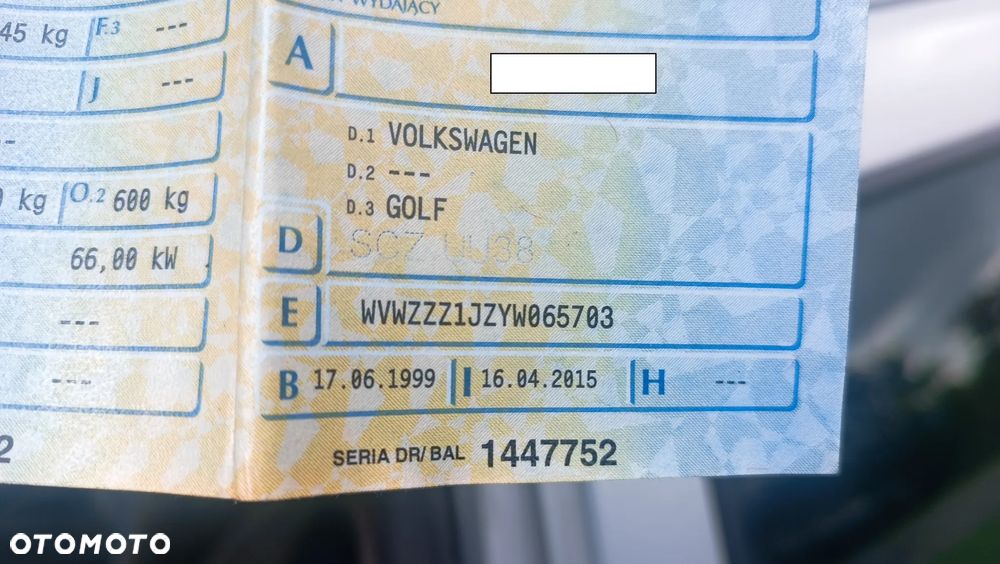 WYDAJĄCY
45 kg F.3 ---
J ---
A
D.1 VOLKSWAGEN
D.2 ---
D.3 GOLF
D
--
kg O.2 600 kg
66,00 kW
E WVWZZZ1JZYW065703
---
B 17.06.1999 I 16.04.2015 H ---
---
SERIA DR/BAL 1447752
2
OTOMOTO